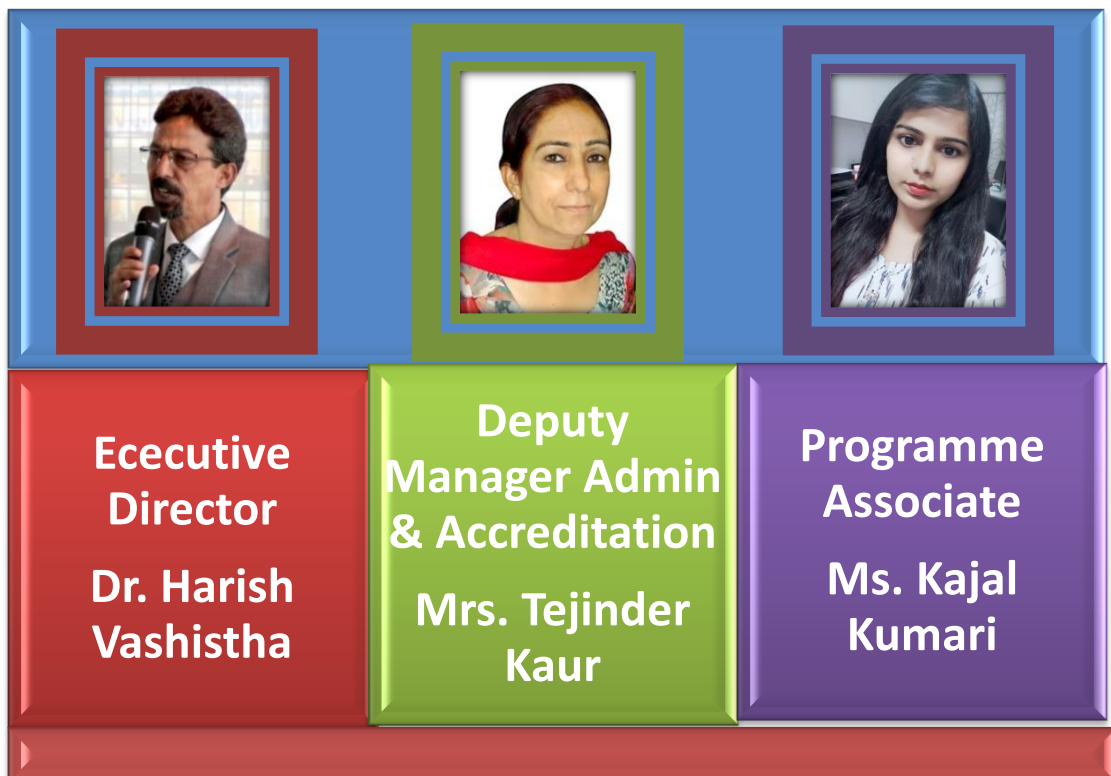 Ececutive
Director
Dr. Harish
Vashistha
Deputy
Manager Admin
& Accreditation
Mrs. Tejinder
Kaur
Programme
Associate
Ms. Kajal
Kumari